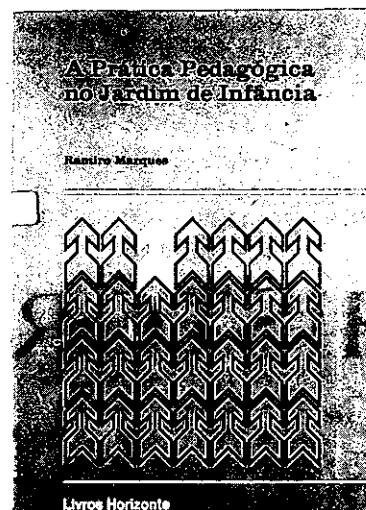 A Prática Pedagógica
no Jardim de Infância
Ramiro Marques
Livros Horizonte